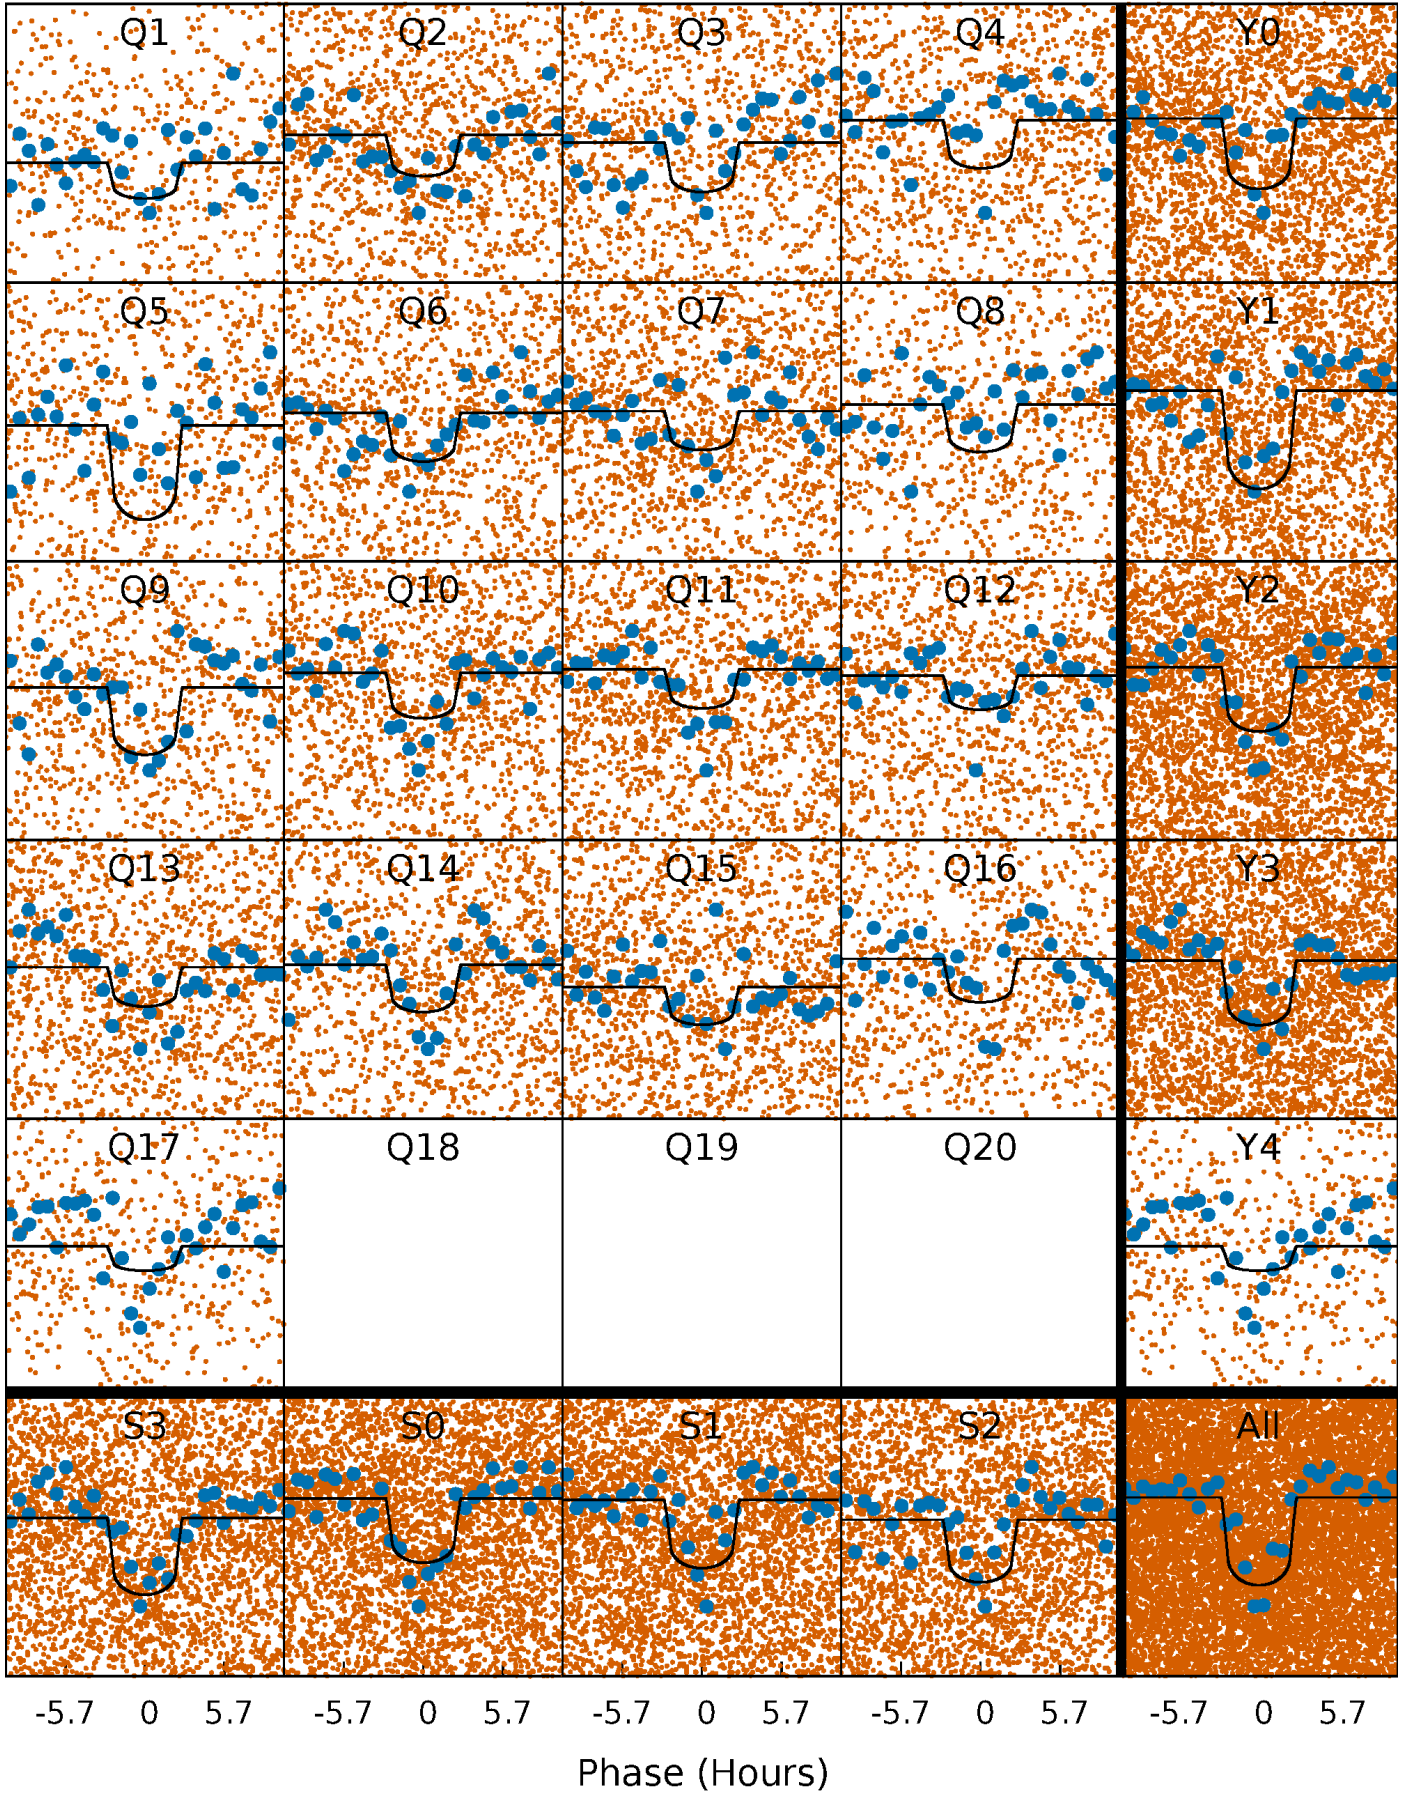 Q1 Q2 Q3 Q4 Y0
Q5 Q6 Q7 Q8 Y1
Q9 Q10 Q11 Q12 Y2
Q13 Q14 Q15 Q16 Y3
Q17 Q18 Q19 Q20 Y4
S3 S0 S1 S2 All
-5.7 0 5.7 -5.7 0 5.7 -5.7 0 5.7 -5.7 0 5.7 -5.7 0 5.7
Phase (Hours)